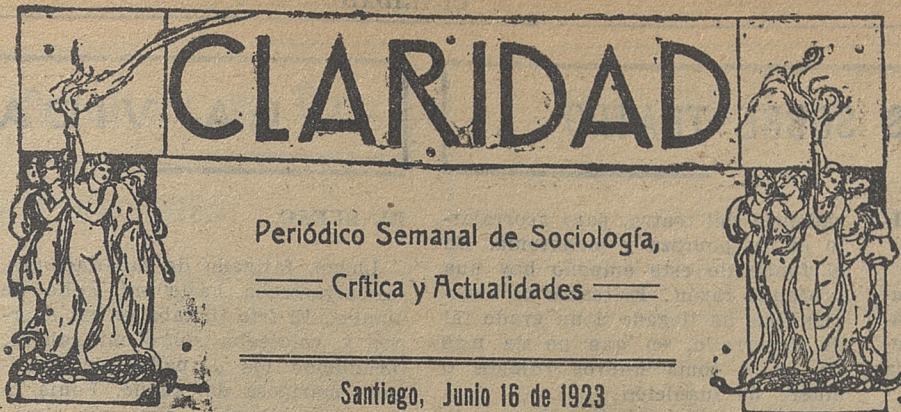 CLARIDAD
Periódico Semanal de Sociología,
Crítica y Actualidades
Santiago, Junio 16 de 1923